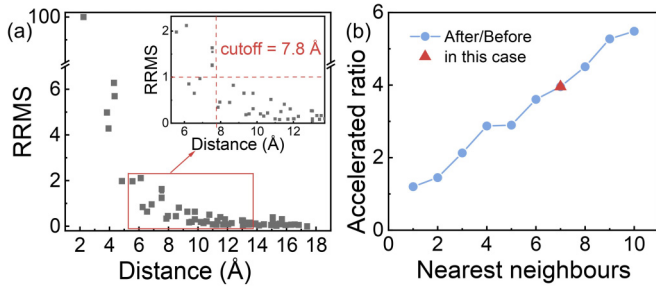 (a)
RRMS
100
6
4
2
0
2 4 6 8 10 12 14 16 18
Distance (Å)
RRMS
2
1
0
6 8 10 12
Distance (Å)
cutoff = 7.8 Å
(b)
Accelerated ratio
6
4
2
0
0 2 4 6 8 10
Nearest neighbours
After/Before
in this case